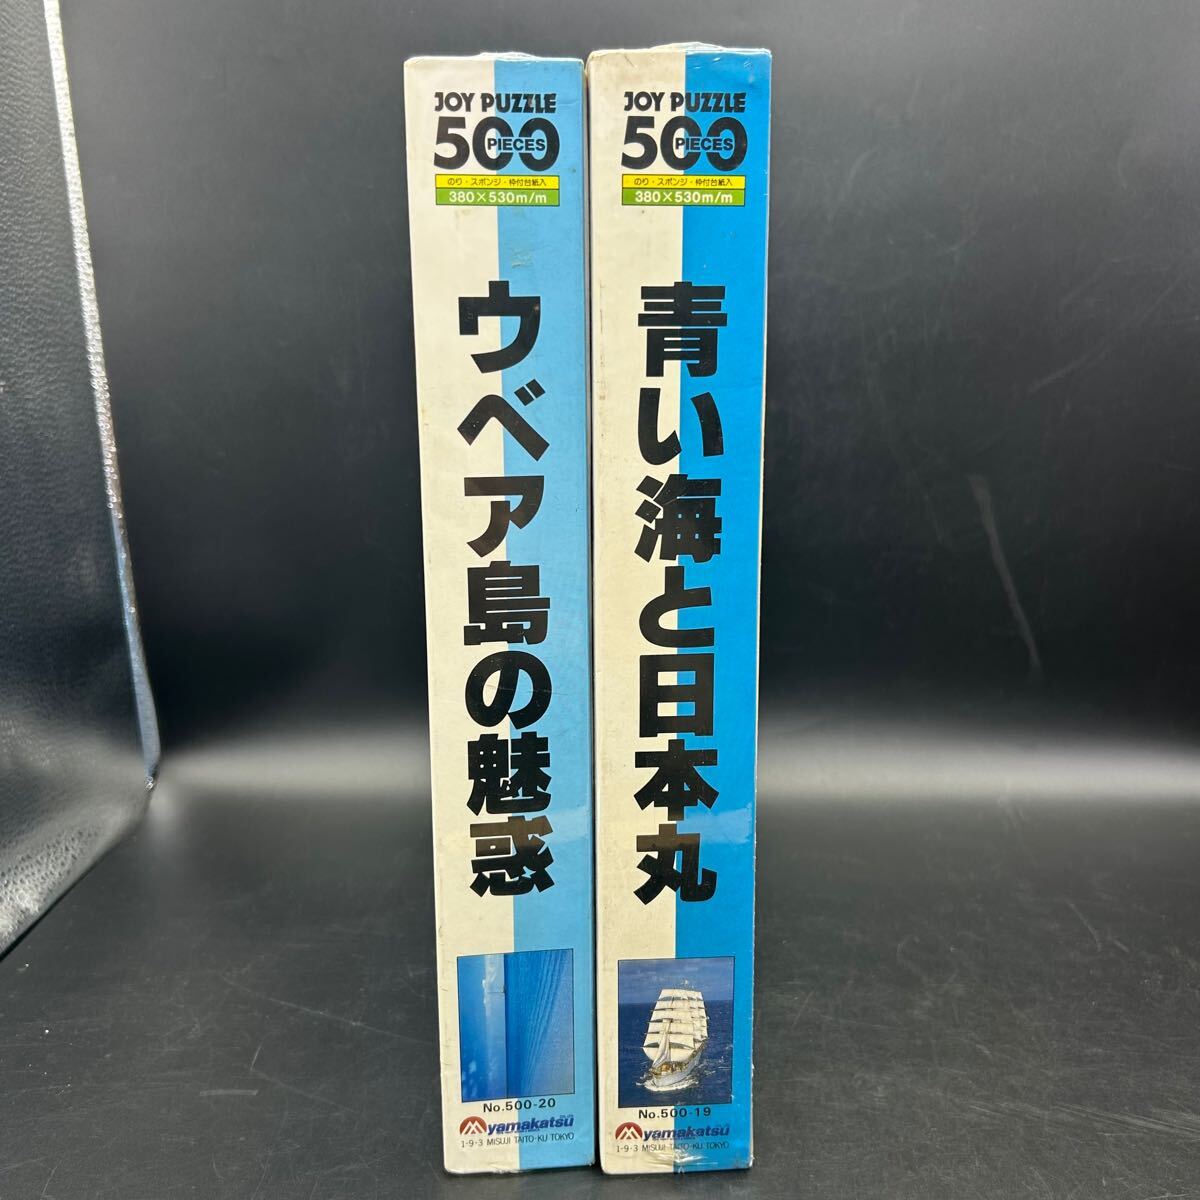 JOY PUZZLE
500
PIECES
のり・スポンジ・枠付台紙入
380×530m/m
ウベア島の魅惑
No.500-20
yamakatsu
1-9-3 MISUJI TAITO-KU TOKYO
JOY PUZZLE
500
PIECES
のり・スポンジ・枠付台紙入
380×530m/m
青い海と日本丸
No.500-19
yamakatsu
1-9-3 MISUJI TAITO-KU TOKYO